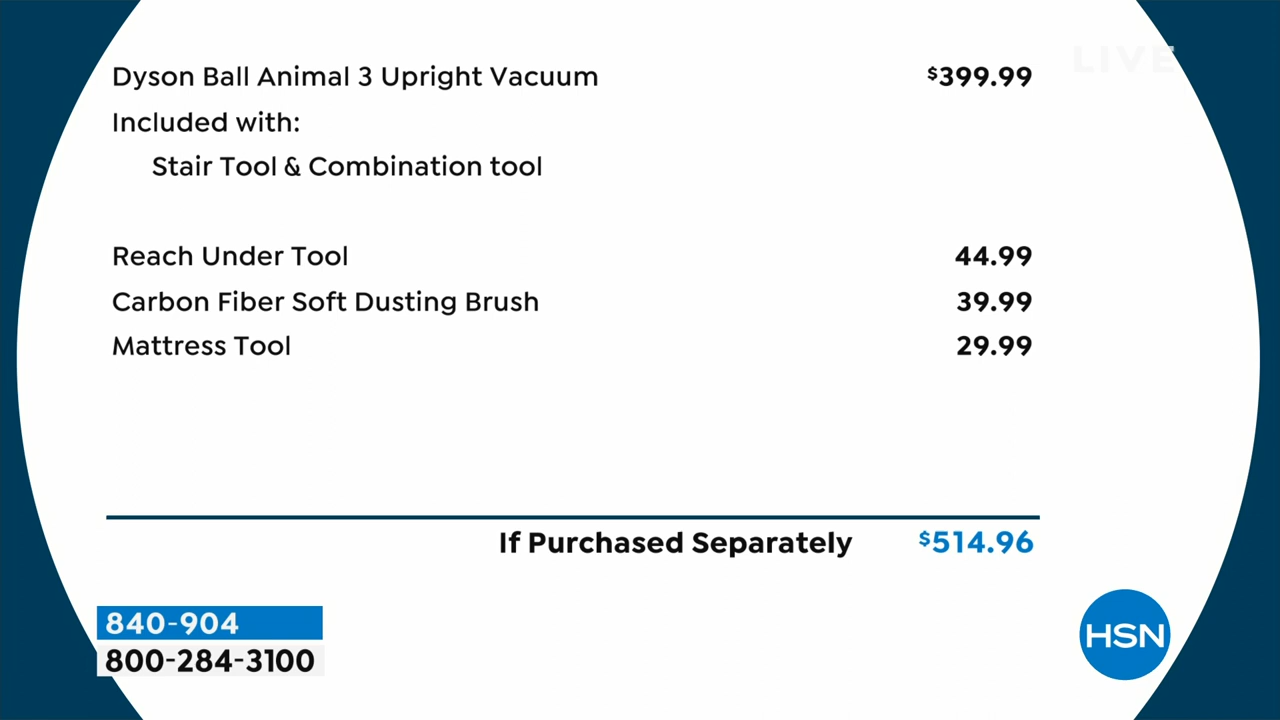 LIVE
Dyson Ball Animal 3 Upright Vacuum $399.99
Included with:
Stair Tool & Combination tool
Reach Under Tool 44.99
Carbon Fiber Soft Dusting Brush 39.99
Mattress Tool 29.99
If Purchased Separately $514.96
840-904
800-284-3100
HSN